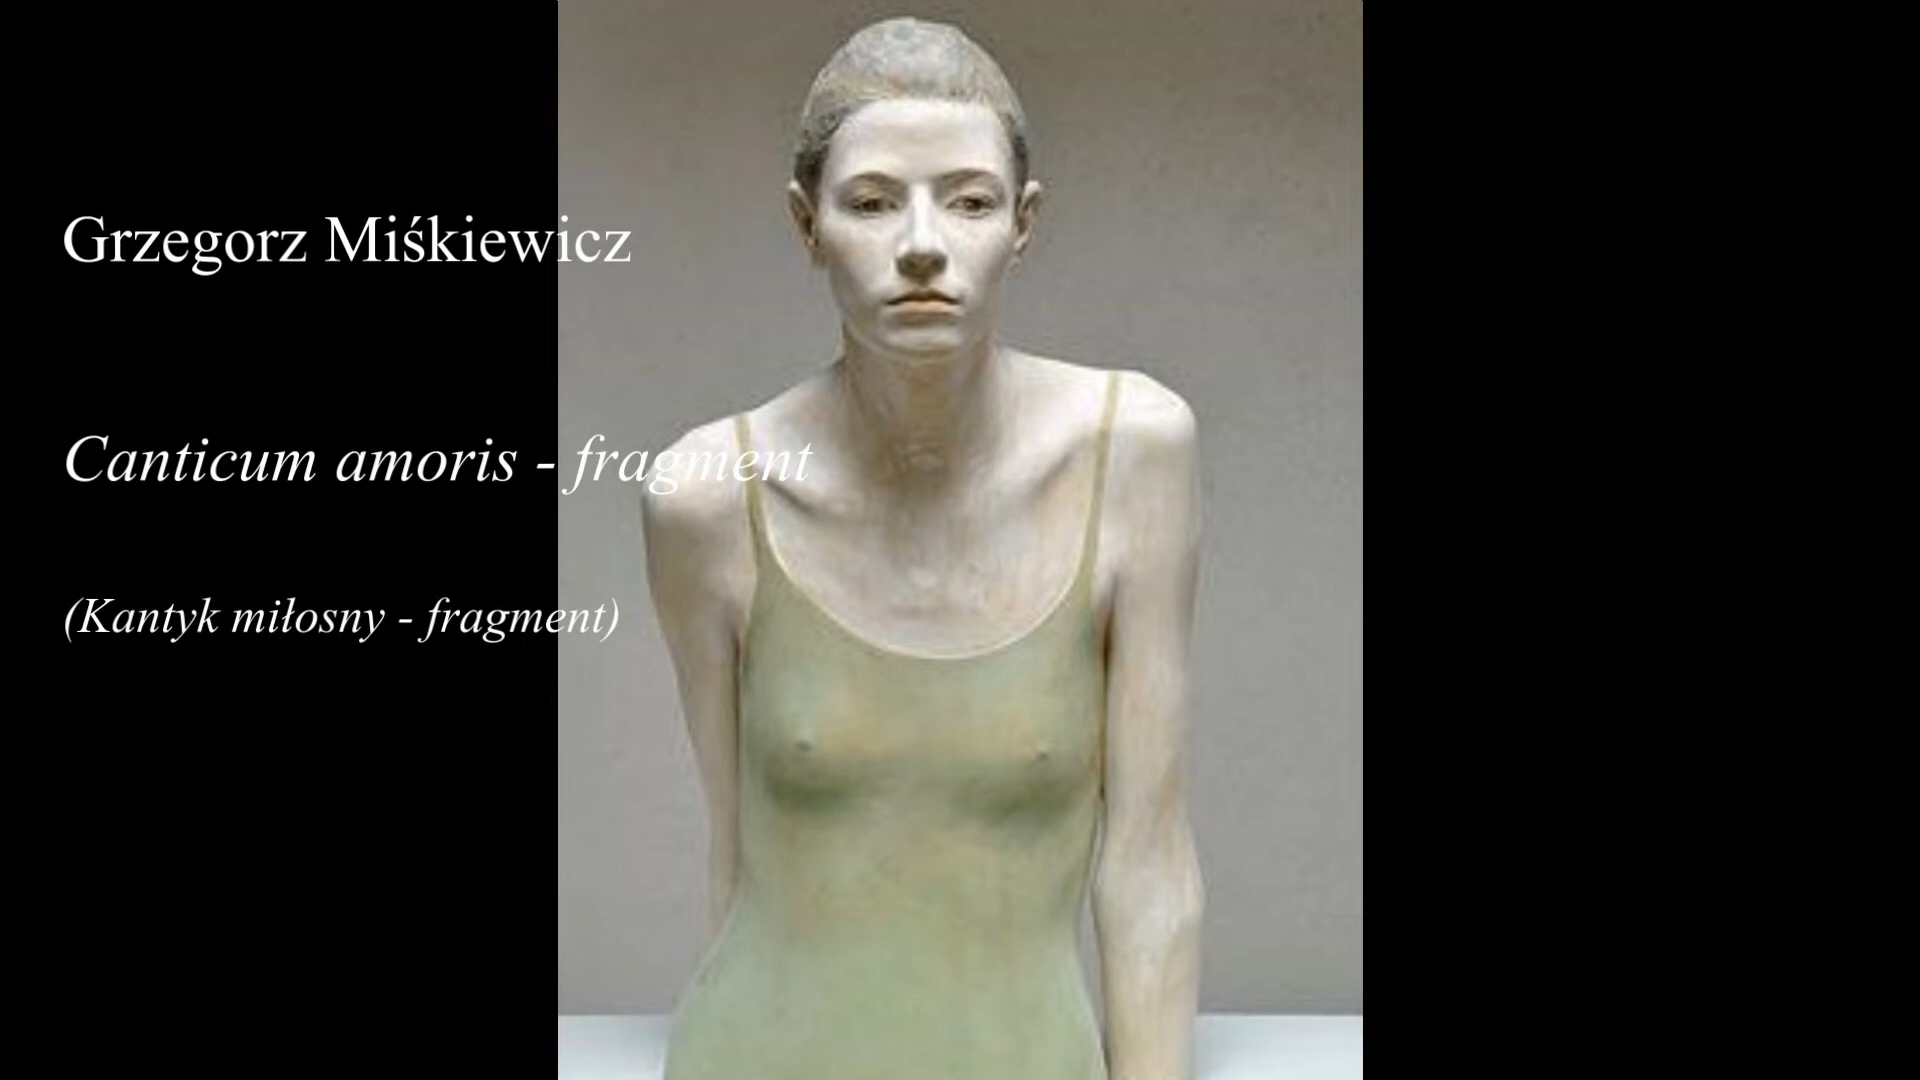 Grzegorz Miśkiewicz
Canticum amoris - fragment
(Kantyk miłosny - fragment)